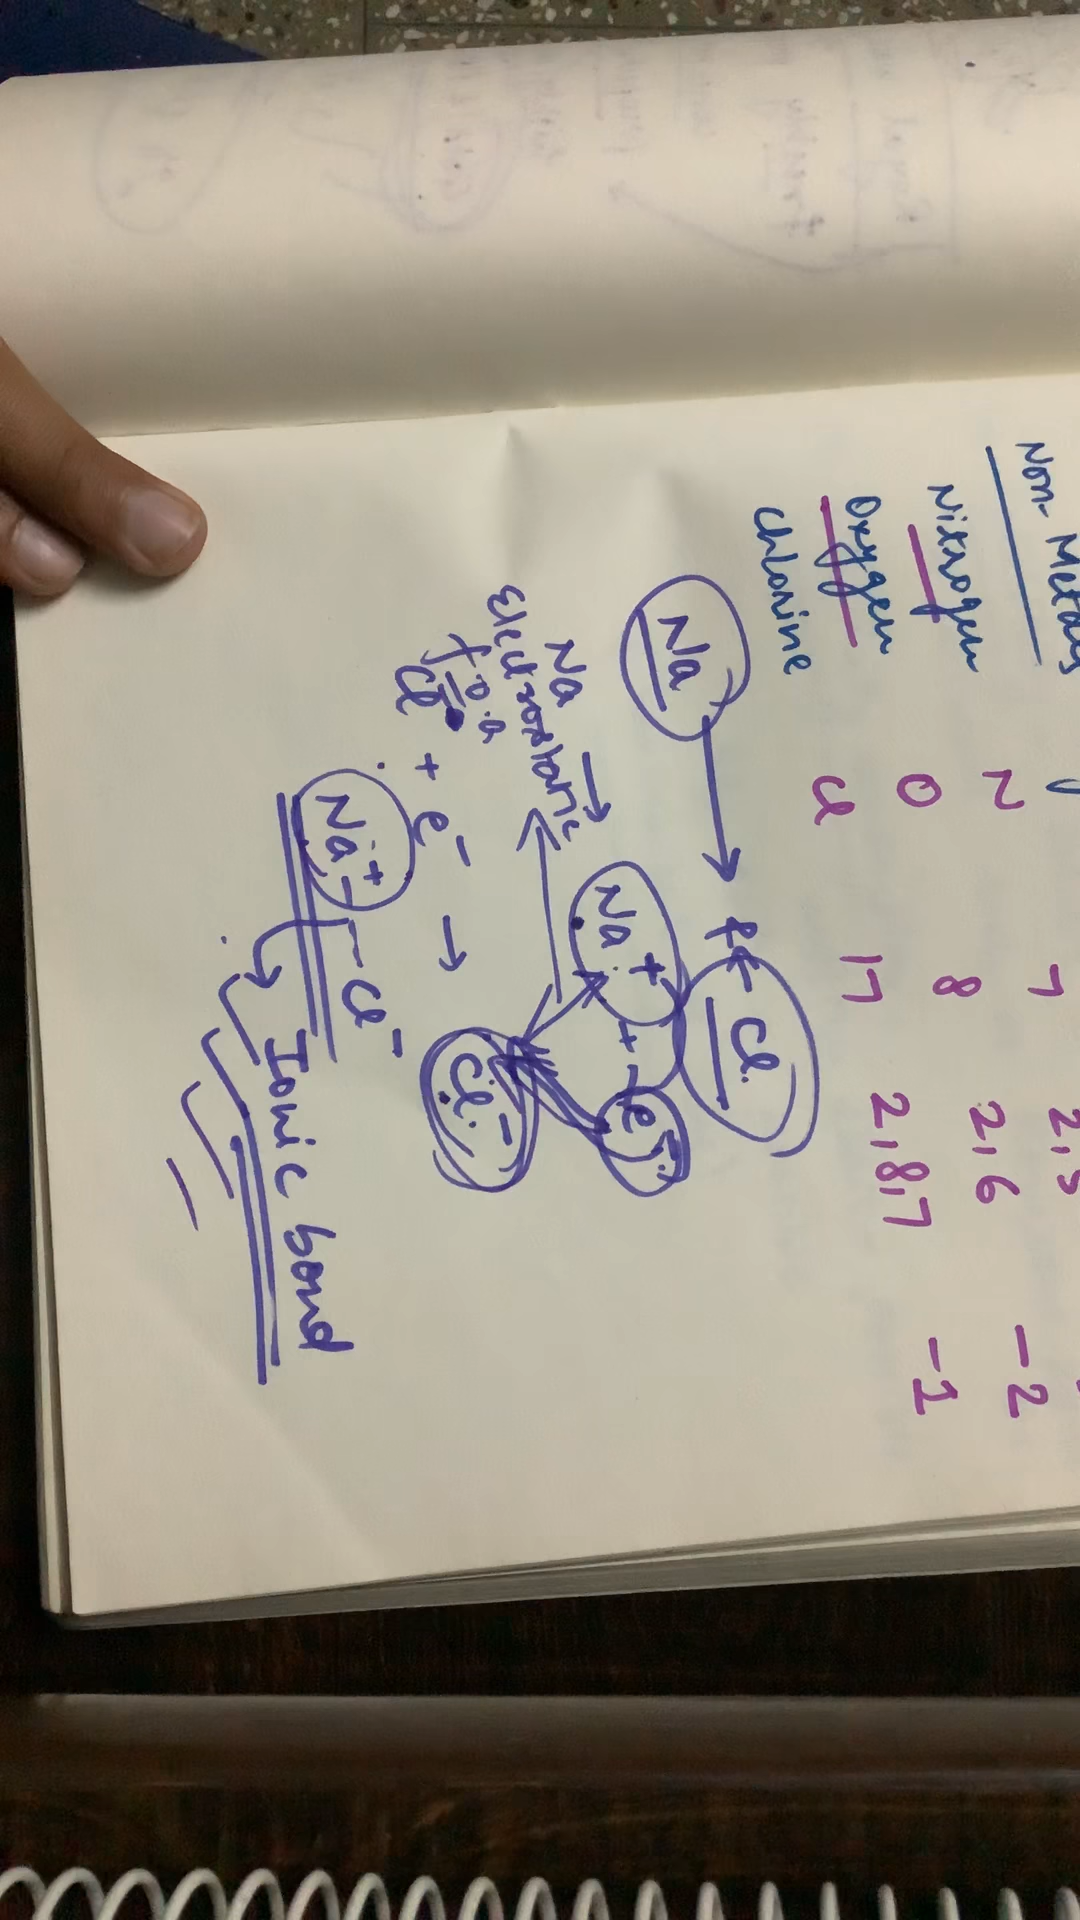 Non-Metals
Nitrogen N 7 2,5
Oxygen O 8 2,6 -2
Chlorine Cl 17 2,8,7 -1
Na → Cl
Na → Na+ + e-
Electrostatic
f.o.a
Cl + e- → Cl-
Na+ - Cl-
Ionic bond